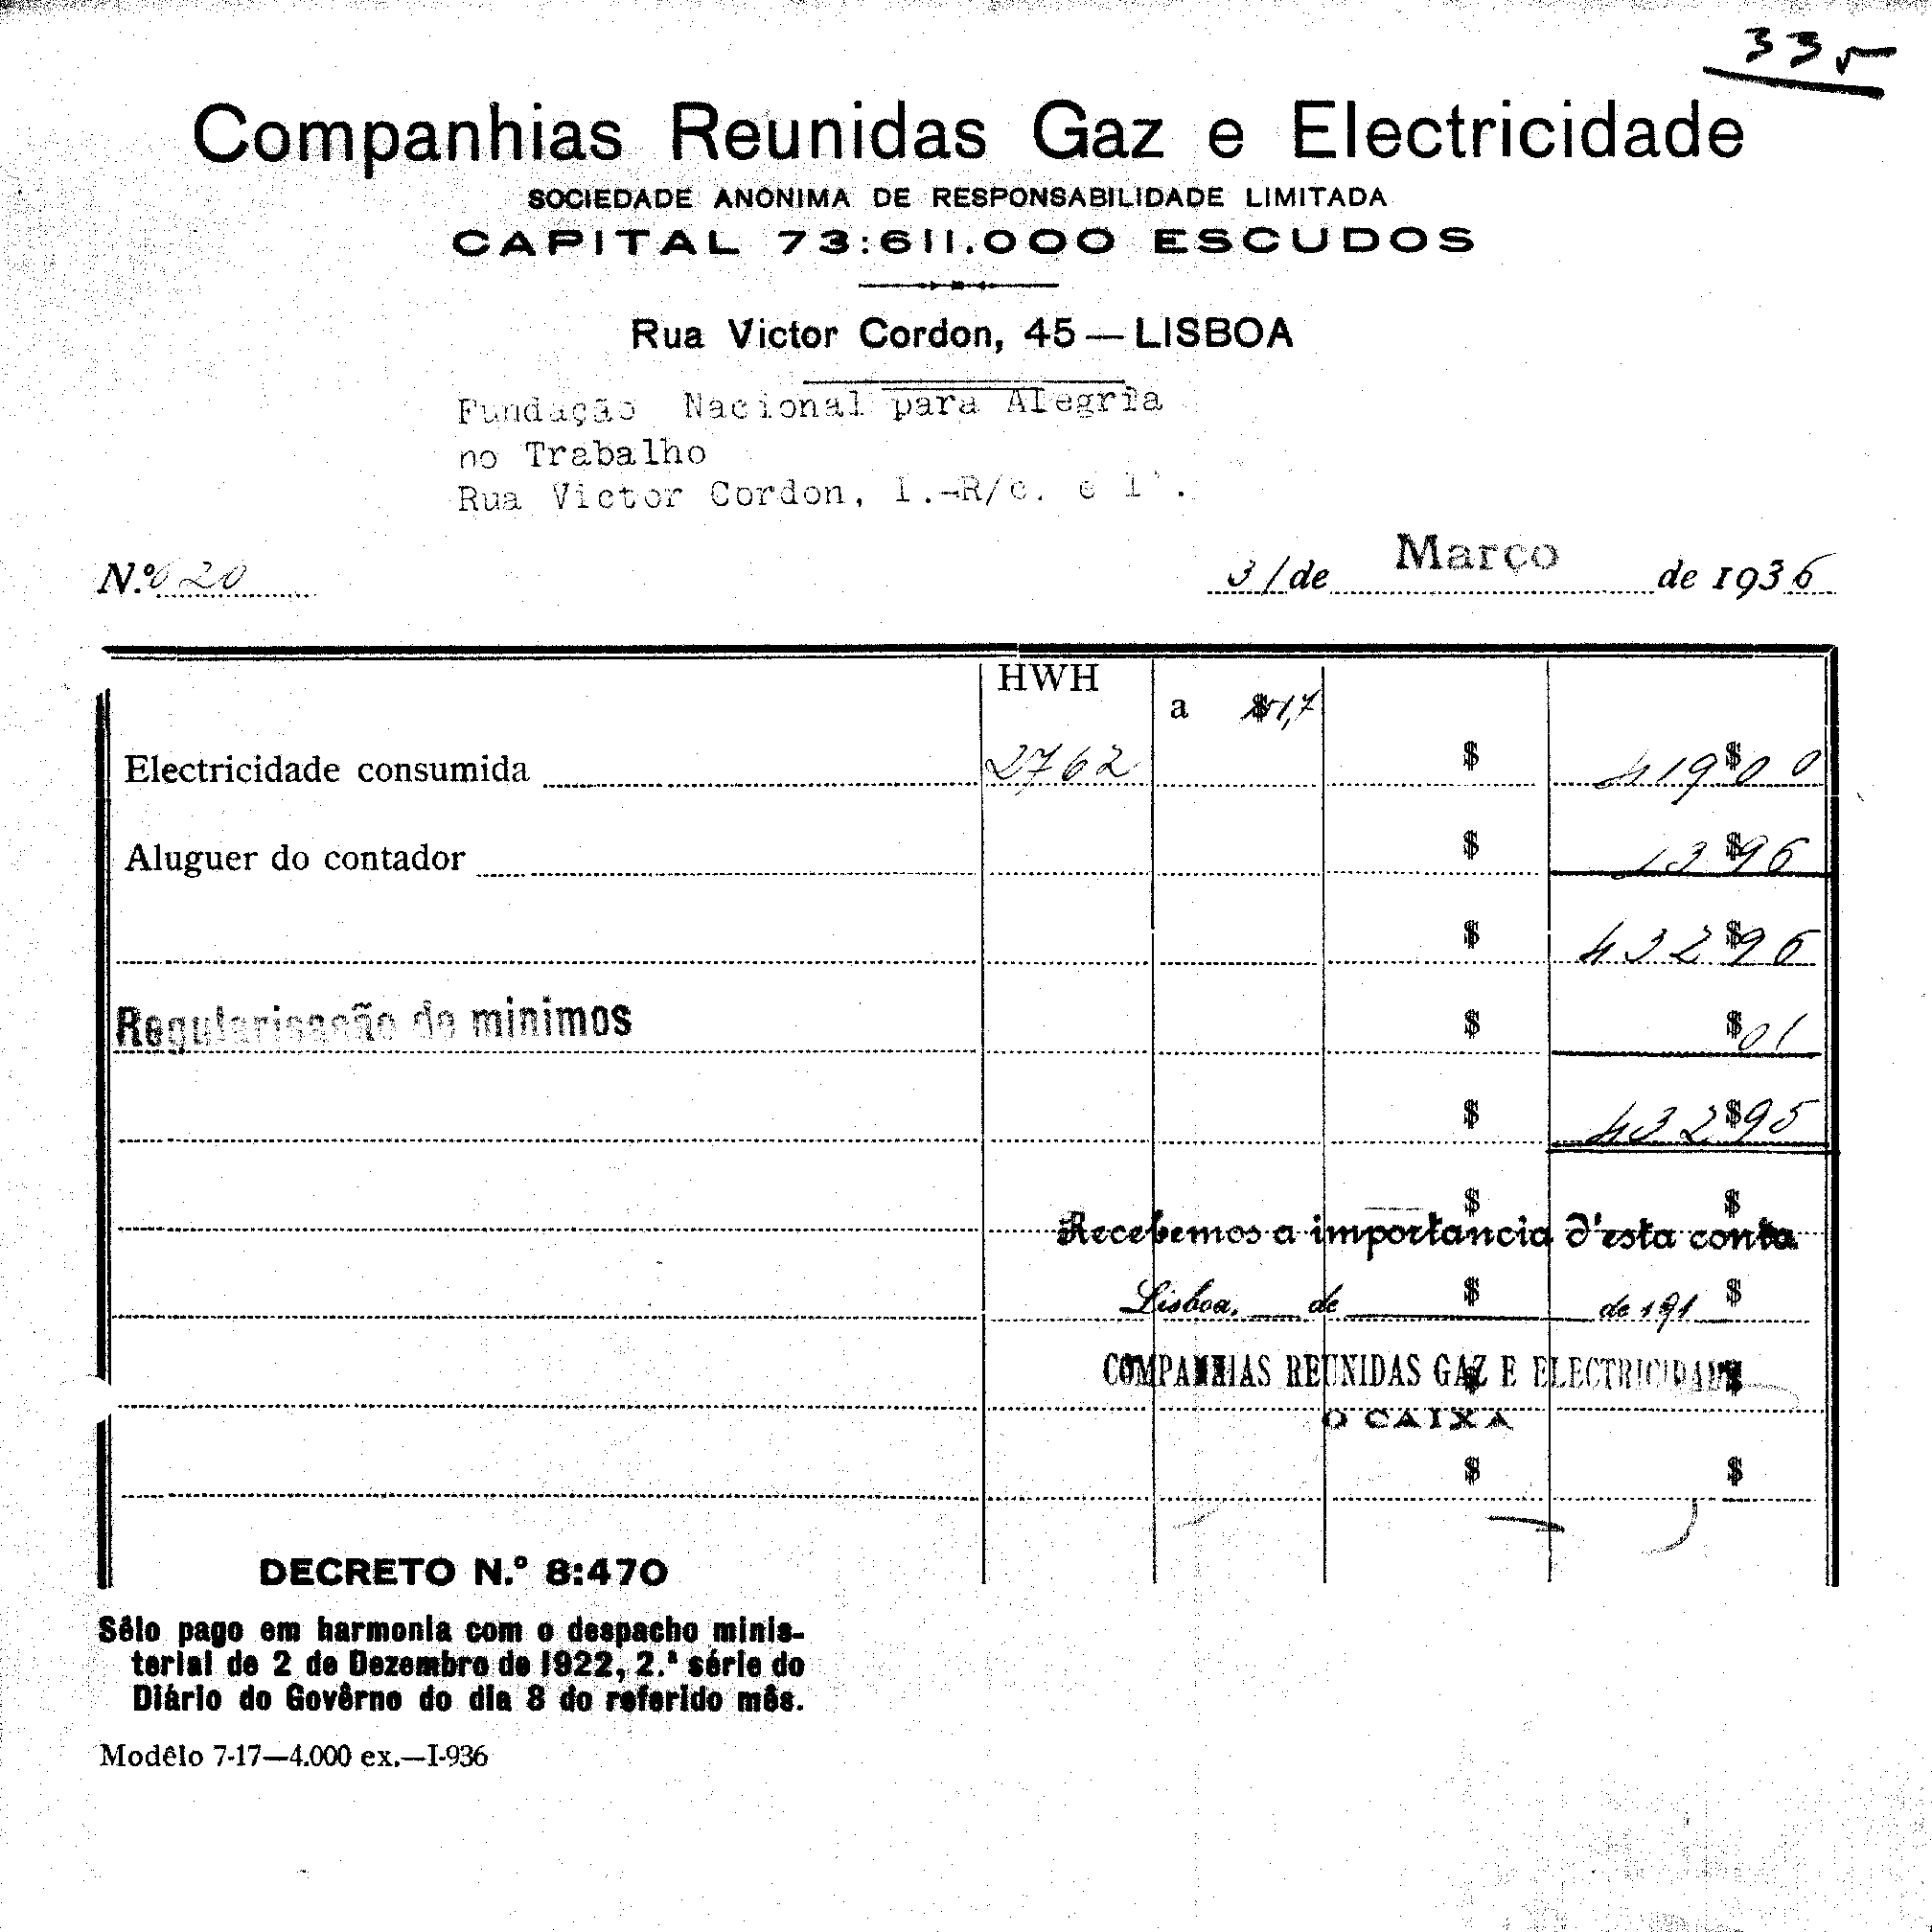 33
Companhias Reunidas Gaz e Electricidade
SOCIEDADE ANONIMA DE RESPONSABILIDADE LIMITADA
CAPITAL 73:611.000 ESCUDOS
Rua Victor Cordon, 45 — LISBOA
Fundação Nacional para Alegria
no Trabalho
Rua Victor Cordon, 1.-R/c. e 1º.
N.º 620
31 de Março de 1936
HWH
a
Electricidade consumida 2762 $ 419$00
Aluguer do contador $ 13$96
$ 432$96
Regularisação de minimos $ $01
$ 432$95
$ $
Recebemos a importancia d'esta conta
Lisboa, de $ de 191 $
COMPANHIAS REUNIDAS GAZ E ELECTRICIDADE
O CAIXA
$ $
DECRETO N.º 8:470
Sêlo pago em harmonia com o despacho minis-
terial de 2 de Dezembro de 1922, 2.ª série do
Diário do Govêrno do dia 8 do referido mês.
Modêlo 7-17—4.000 ex.—I-936